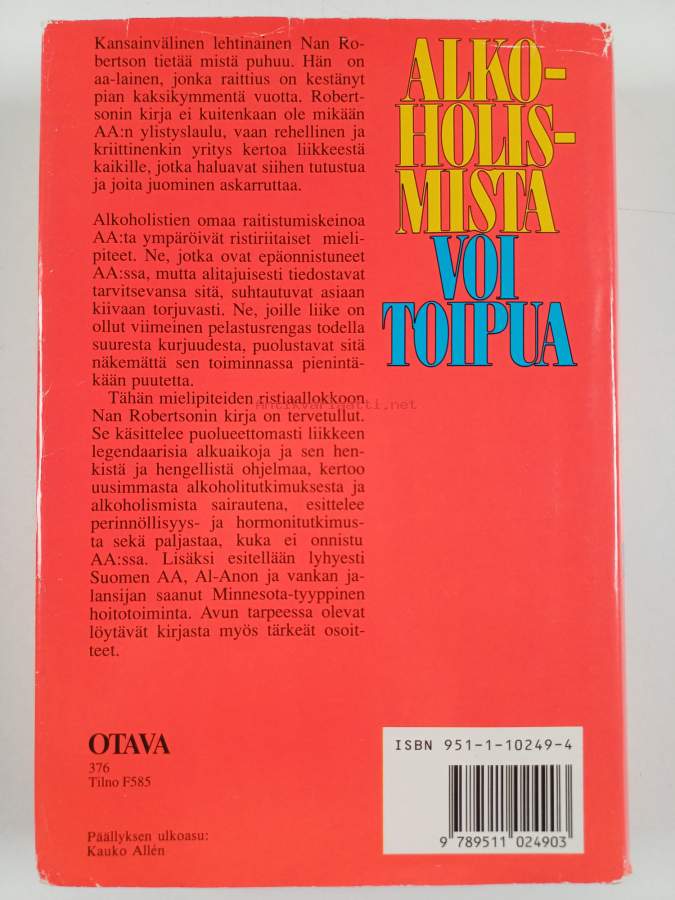 Kansainvälinen lehtinainen Nan Ro-
bertson tietää mistä puhuu. Hän on
aa-lainen, jonka raittius on kestänyt
pian kaksikymmentä vuotta. Robert-
sonin kirja ei kuitenkaan ole mikään
AA:n ylistyslaulu, vaan rehellinen ja
kriittinenkin yritys kertoa liikkeestä
kaikille, jotka haluavat siihen tutustua
ja joita juominen askarruttaa.
Alkoholistien omaa raitistumiskeinoa
AA:ta ympäröivät ristiriitaiset mieli-
piteet. Ne, jotka ovat epäonnistuneet
AA:ssa, mutta alitajuisesti tiedostavat
tarvitsevansa sitä, suhtautuvat asiaan
kiivaan torjuvasti. Ne, joille liike on
ollut viimeinen pelastusrengas todella
suuresta kurjuudesta, puolustavat sitä
näkemättä sen toiminnassa pienintä-
kään puutetta.
Tähän mielipiteiden ristiaallokkoon
Nan Robertsonin kirja on tervetullut.
Se käsittelee puolueettomasti liikkeen
legendaarisia alkuaikoja ja sen hen-
kistä ja hengellistä ohjelmaa, kertoo
uusimmasta alkoholitutkimuksesta ja
alkoholismista sairautena, esittelee
perinnöllisyys- ja hormonitutkimus-
ta sekä paljastaa, kuka ei onnistu
AA:ssa. Lisäksi esitellään lyhyesti
Suomen AA, Al-Anon ja vankan ja-
lansijan saanut Minnesota-tyyppinen
hoitotoiminta. Avun tarpeessa olevat
löytävät kirjasta myös tärkeät osoit-
teet.
ALKO-
HOLIS-
MISTA
VOI
TOIPUA
antikvariaatti.net
OTAVA
376
Tilno F585
Päällyksen ulkoasu:
Kauko Allén
ISBN 951-1-10249-4
9 789511 024903